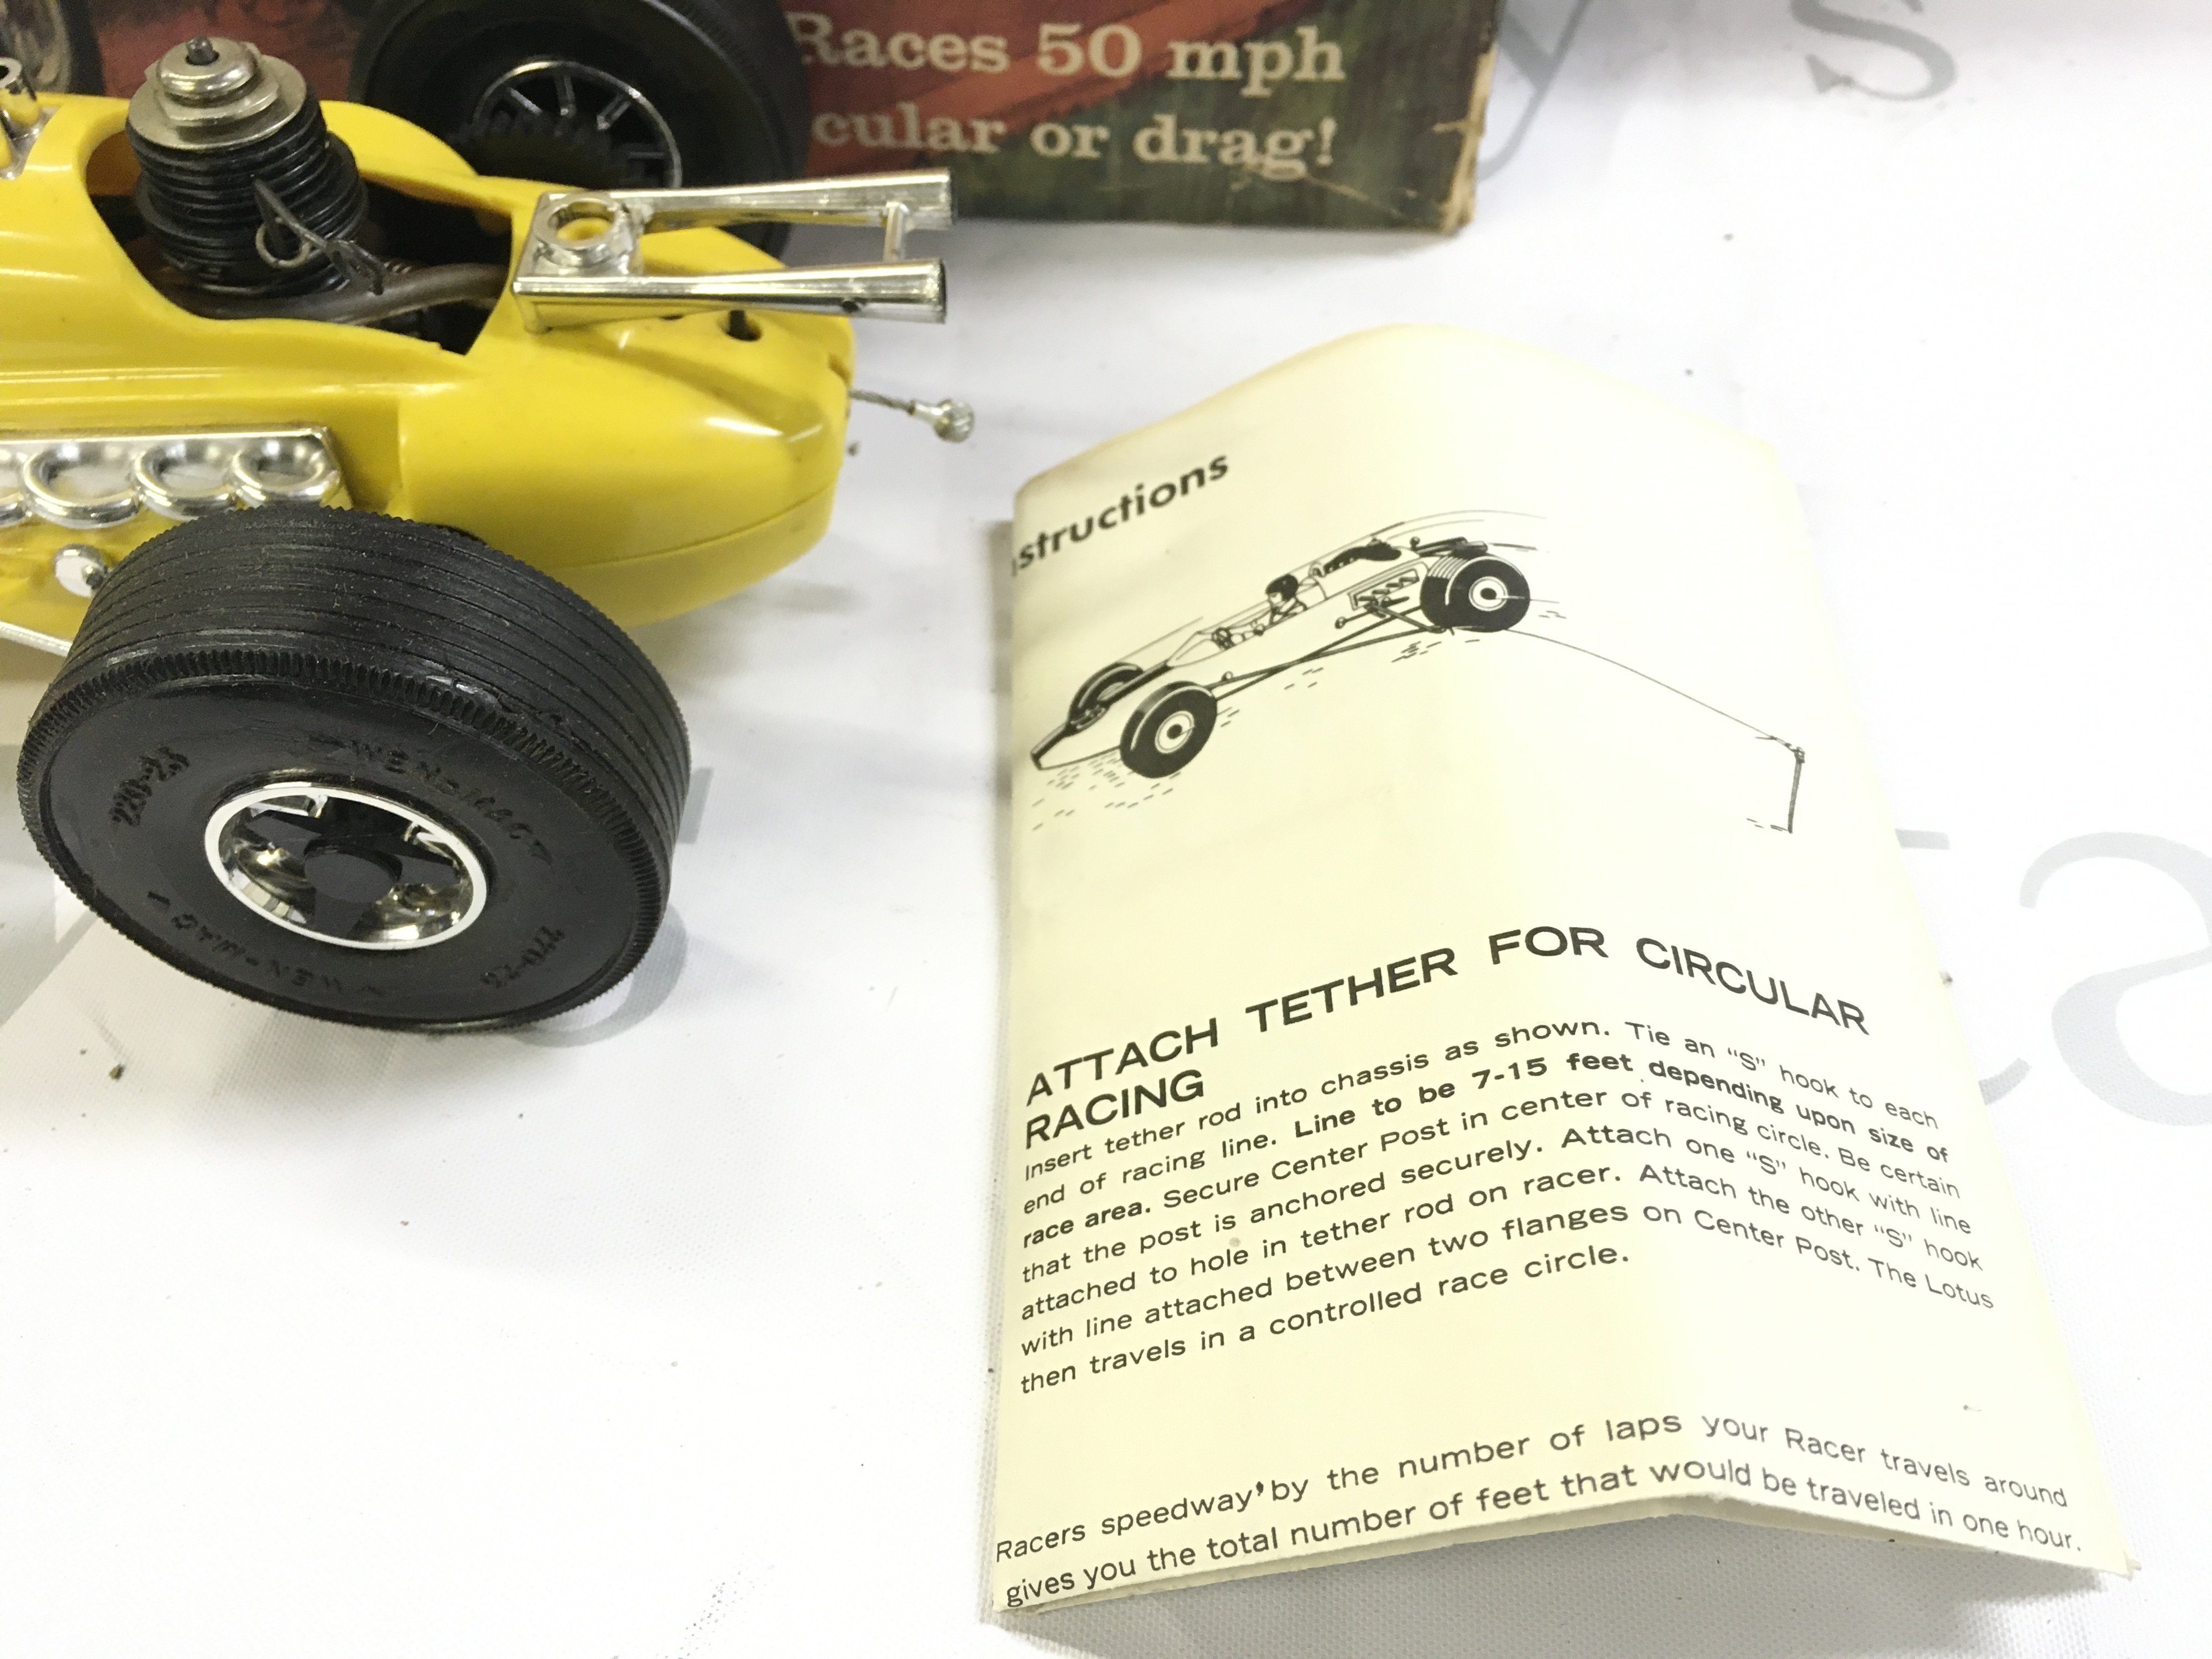 Races 50 mph
cular or drag!
structions
ATTACH TETHER FOR CIRCULAR
RACING
Insert tether rod into chassis as shown. Tie an "S" hook to each
end of racing line. Line to be 7-15 feet depending upon size of
race area. Secure Center Post in center of racing circle. Be certain
that the post is anchored securely. Attach one "S" hook with line
attached to hole in tether rod on racer. Attach the other "S" hook
with line attached between two flanges on Center Post. The Lotus
then travels in a controlled race circle.
Racers speedway' by the number of laps your Racer travels around
gives you the total number of feet that would be traveled in one hour.
WEN-MAC